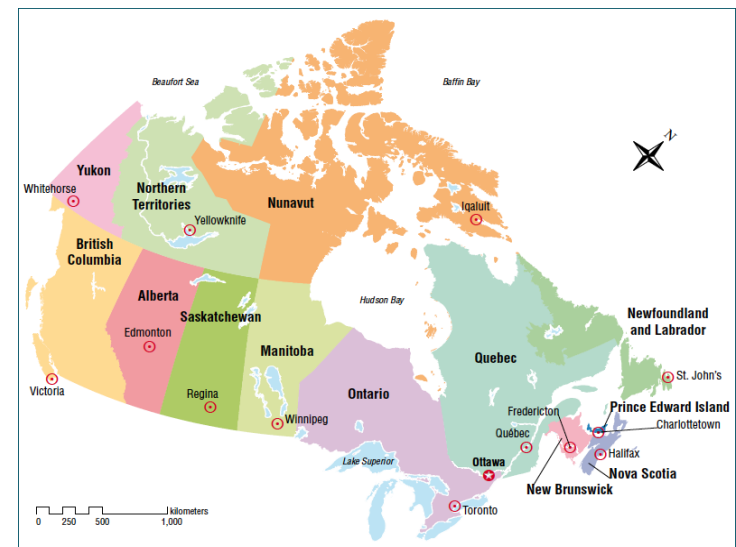 Beaufort Sea
Baffin Bay
N
Yukon
Whitehorse
Northern
Territories
Yellowknife
Nunavut
Iqaluit
British
Columbia
Alberta
Edmonton
Saskatchewan
Hudson Bay
Manitoba
Newfoundland
and Labrador
Quebec
Ontario
St. John's
Victoria
Regina
Winnipeg
Fredericton
Prince Edward Island
Charlottetown
Québec
Halifax
Lake Superior
Ottawa
Nova Scotia
New Brunswick
Toronto
kilometers
0 250 500 1,000